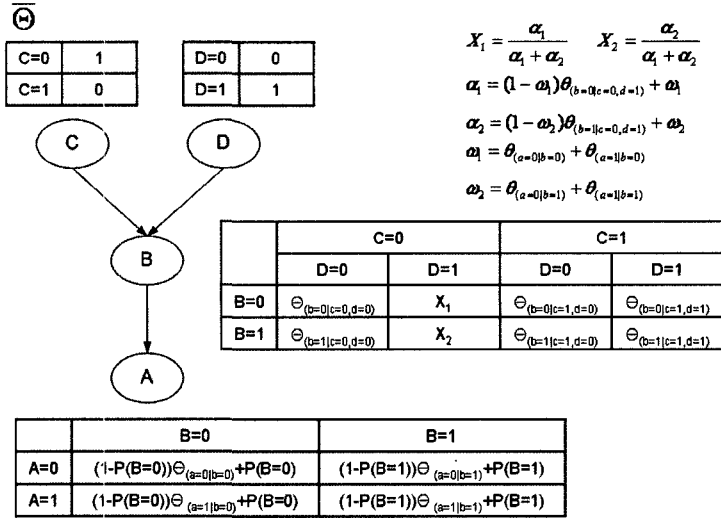 Θ̅
C=0 1
C=1 0
D=0 0
D=1 1
X₁ = α₁ / (α₁ + α₂) X₂ = α₂ / (α₁ + α₂)
α₁ = (1 - ω₁)θ₍b=0|c=0,d=1₎ + ω₁
α₂ = (1 - ω₂)θ₍b=1|c=0,d=1₎ + ω₂
ω₁ = θ₍a=0|b=0₎ + θ₍a=1|b=0₎
ω₂ = θ₍a=0|b=1₎ + θ₍a=1|b=1₎
C
D
B
A
C=0 C=1
D=0 D=1 D=0 D=1
B=0 Θ(b=0|c=0,d=0) X₁ Θ(b=0|c=1,d=0) Θ(b=0|c=1,d=1)
B=1 Θ(b=1|c=0,d=0) X₂ Θ(b=1|c=1,d=0) Θ(b=1|c=1,d=1)
B=0 B=1
A=0 (1-P(B=0))Θ(a=0|b=0)+P(B=0) (1-P(B=1))Θ(a=0|b=1)+P(B=1)
A=1 (1-P(B=0))Θ(a=1|b=0)+P(B=0) (1-P(B=1))Θ(a=1|b=1)+P(B=1)